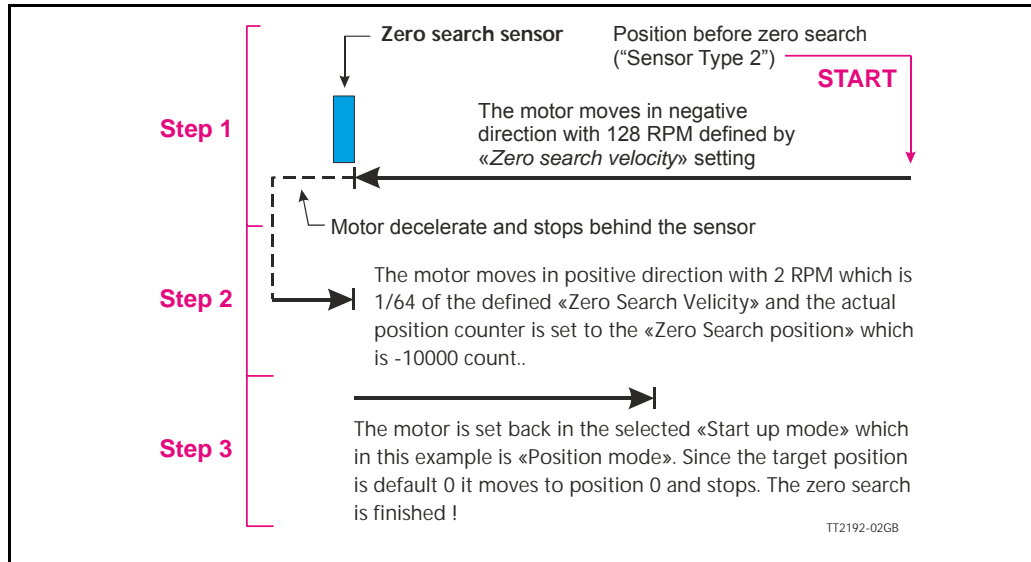 Zero search sensor
Position before zero search
(“Sensor Type 2”)
START
Step 1
The motor moves in negative
direction with 128 RPM defined by
«Zero search velocity» setting
Motor decelerate and stops behind the sensor
Step 2
The motor moves in positive direction with 2 RPM which is
1/64 of the defined «Zero Search Velicity» and the actual
position counter is set to the «Zero Search position» which
is -10000 count..
Step 3
The motor is set back in the selected «Start up mode» which
in this example is «Position mode». Since the target position
is default 0 it moves to position 0 and stops. The zero search
is finished !
TT2192-02GB